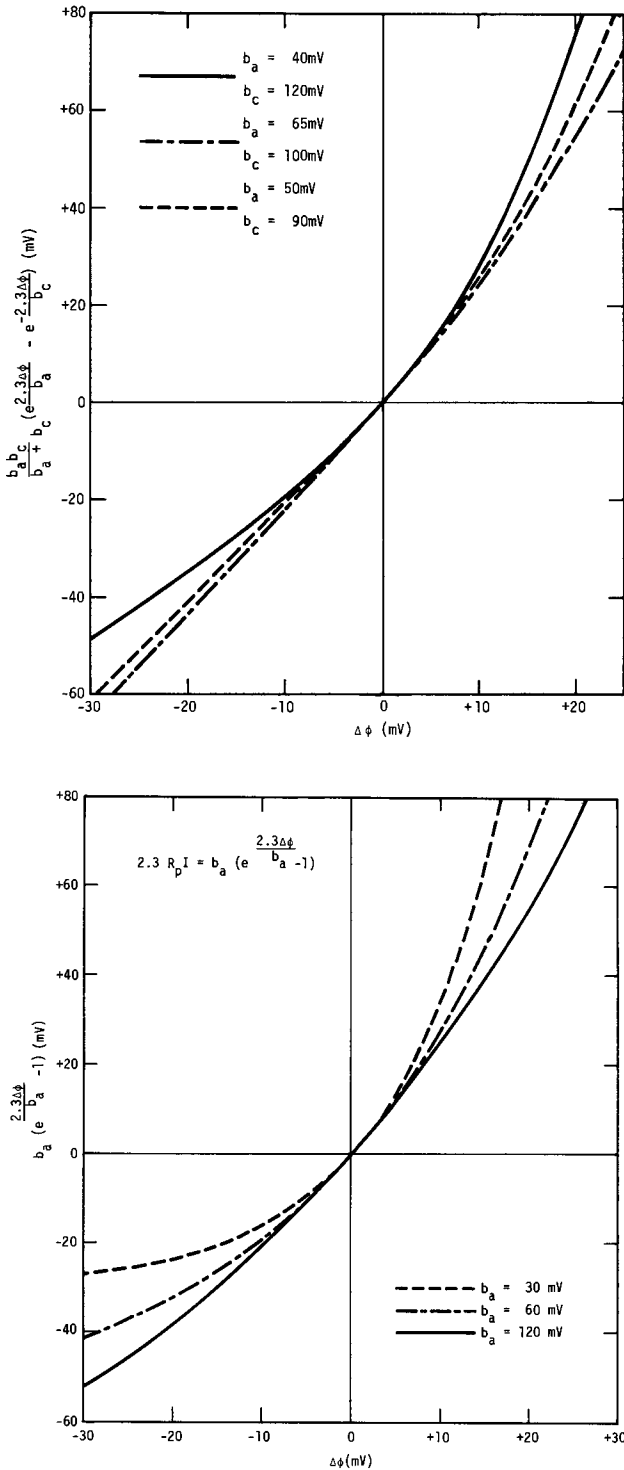 +80
+60
+40
+20
0
-20
-40
-60
b_a = 40mV
b_c = 120mV
b_a = 65mV
b_c = 100mV
b_a = 50mV
b_c = 90mV
b_a b_c / b_a + b_c (e^{2.3Δϕ / b_a} - e^{-2.3Δϕ / b_c}) (mV)
-30 -20 -10 0 +10 +20
Δϕ (mV)
+80
+60
+40
+20
0
-20
-40
-60
2.3 R_p I = b_a (e^{2.3Δϕ / b_a} -1)
b_a (e^{2.3Δϕ / b_a} -1) (mV)
b_a = 30 mV
b_a = 60 mV
b_a = 120 mV
-30 -20 -10 0 +10 +20 +30
Δϕ(mV)